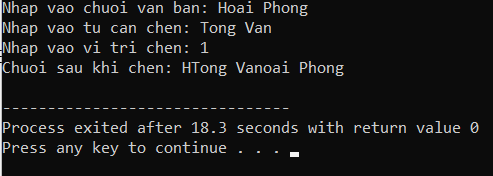 Nhap vao chuoi van ban: Hoai Phong
Nhap vao tu can chen: Tong Van
Nhap vao vi tri chen: 1
Chuoi sau khi chen: HTong Vanoai Phong
--------------------------------
Process exited after 18.3 seconds with return value 0
Press any key to continue . . .